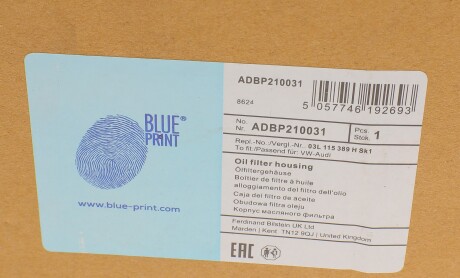 BLUE®
PRINT
www.blue-print.com
ADBP210031
8624
5 057746 192693
No.
Nr. ADBP210031
Pcs.
Stck. 1
Repl.-No./Vergl.-Nr. 03L 115 389 H Sk1
To fit/Passend für: VW-Audi
Oil filter housing
Ölfiltergehäuse
Boîtier de filtre à huile
alloggiamento del filtro dell'olio
Caja del filtro de aceite
Obudowa filtra oleju
Корпус масляного фильтра
Ferdinand Bilstein UK Ltd
Marden | Kent TN12 9QJ | United Kingdom
EAC